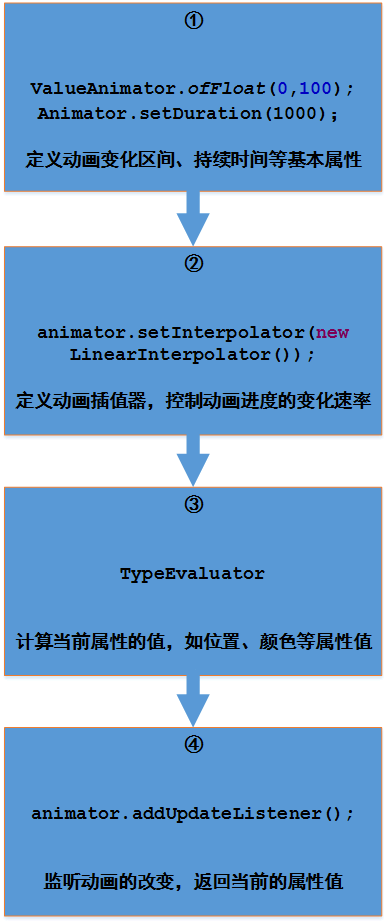 ①
ValueAnimator.ofFloat(0,100);
Animator.setDuration(1000);
定义动画变化区间、持续时间等基本属性
②
animator.setInterpolator(new
LinearInterpolator());
定义动画插值器，控制动画进度的变化速率
③
TypeEvaluator
计算当前属性的值，如位置、颜色等属性值
④
animator.addUpdateListener();
监听动画的改变，返回当前的属性值